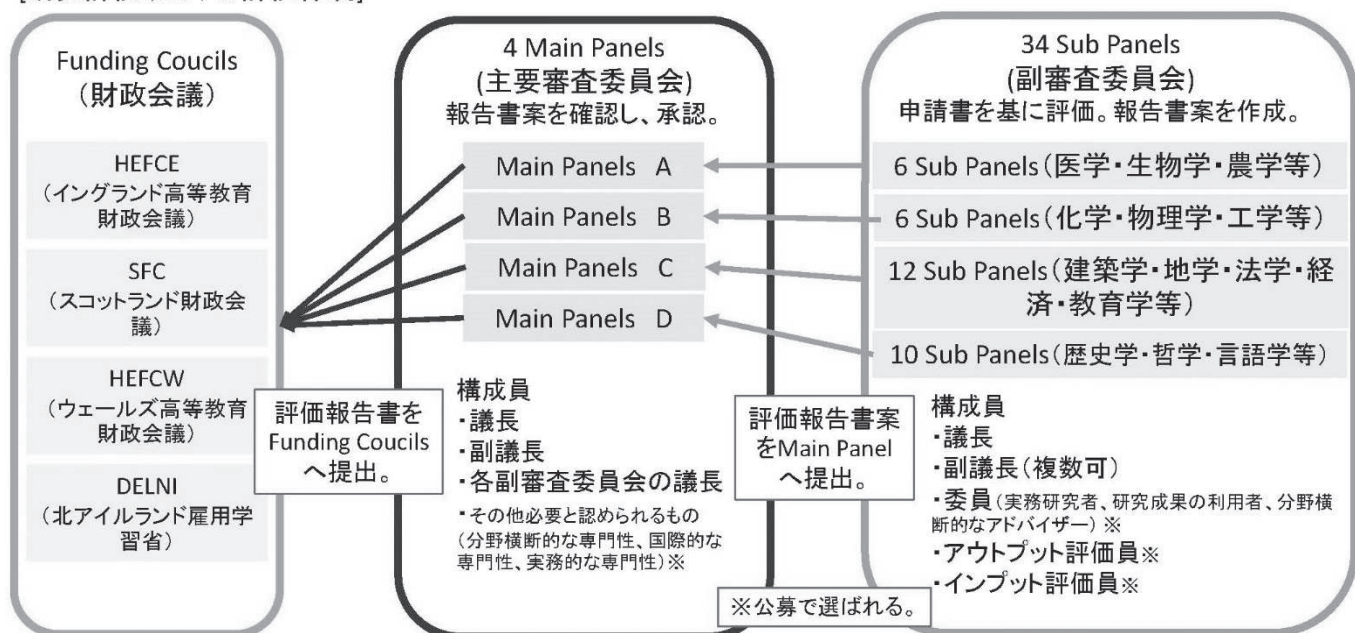 Funding Coucils
(財政会議)
HEFCE
(イングランド高等教育
財政会議)
SFC
(スコットランド財政会
議)
HEFCW
(ウェールズ高等教育
財政会議)
DELNI
(北アイルランド雇用学
習省)
評価報告書を
Funding Coucils
へ提出。
4 Main Panels
(主要審査委員会)
報告書案を確認し、承認。
Main Panels A
Main Panels B
Main Panels C
Main Panels D
構成員
・議長
・副議長
・各副審査委員会の議長
・その他必要と認められるもの
(分野横断的な専門性、国際的な
専門性、実務的な専門性)※
評価報告書案
をMain Panel
へ提出。
34 Sub Panels
(副審査委員会)
申請書を基に評価。報告書案を作成。
6 Sub Panels(医学・生物学・農学等)
6 Sub Panels(化学・物理学・工学等)
12 Sub Panels(建築学・地学・法学・経
済・教育学等)
10 Sub Panels(歴史学・哲学・言語学等)
構成員
・議長
・副議長(複数可)
・委員(実務研究者、研究成果の利用者、分野横
断的なアドバイザー)※
・アウトプット評価員※
・インプット評価員※
※公募で選ばれる。